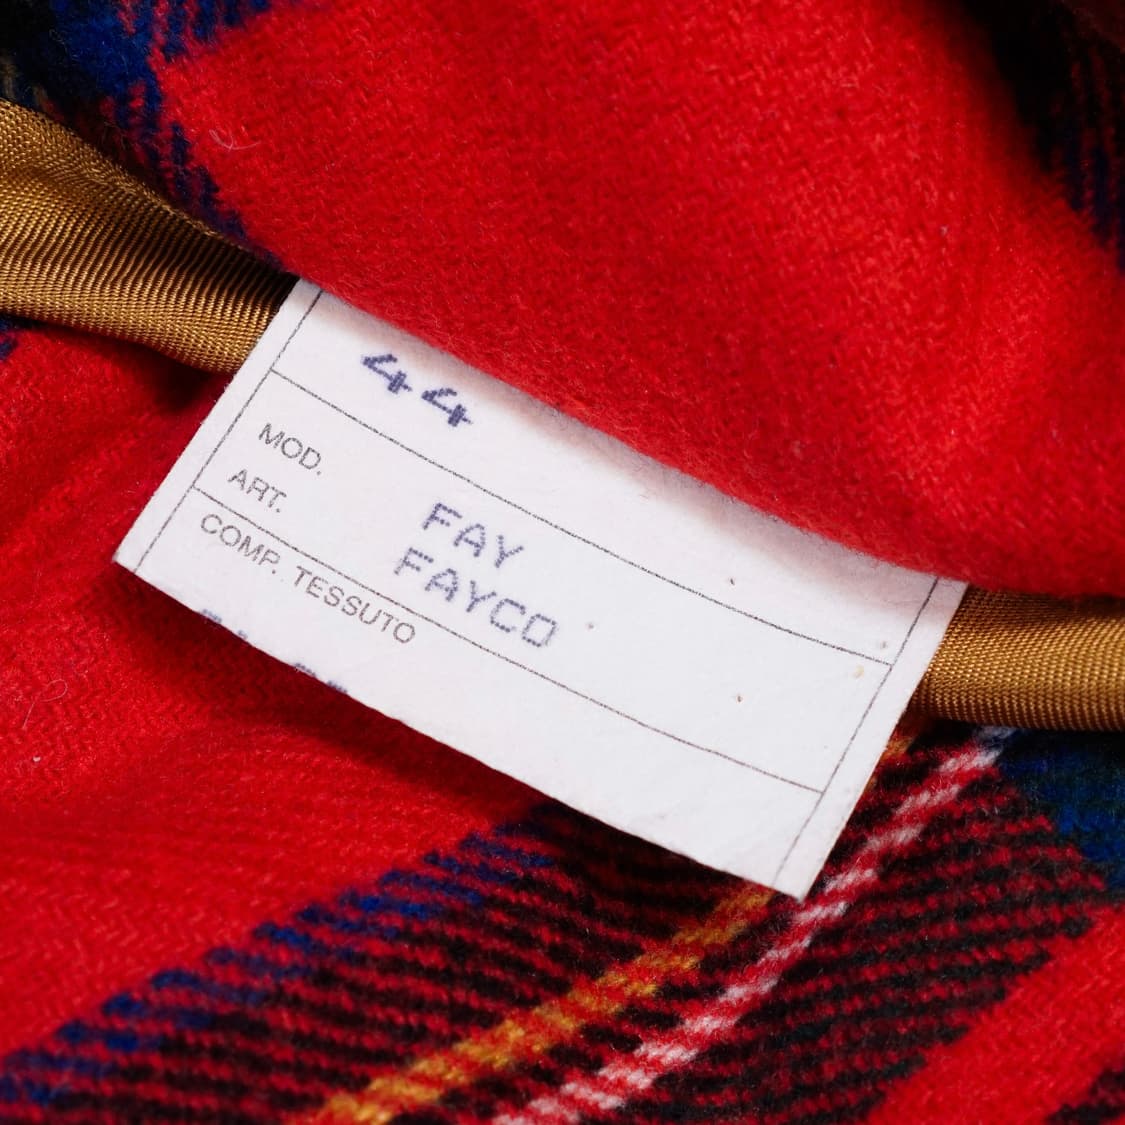 44
MOD.
ART. FAY
FAYCO
COMP. TESSUTO